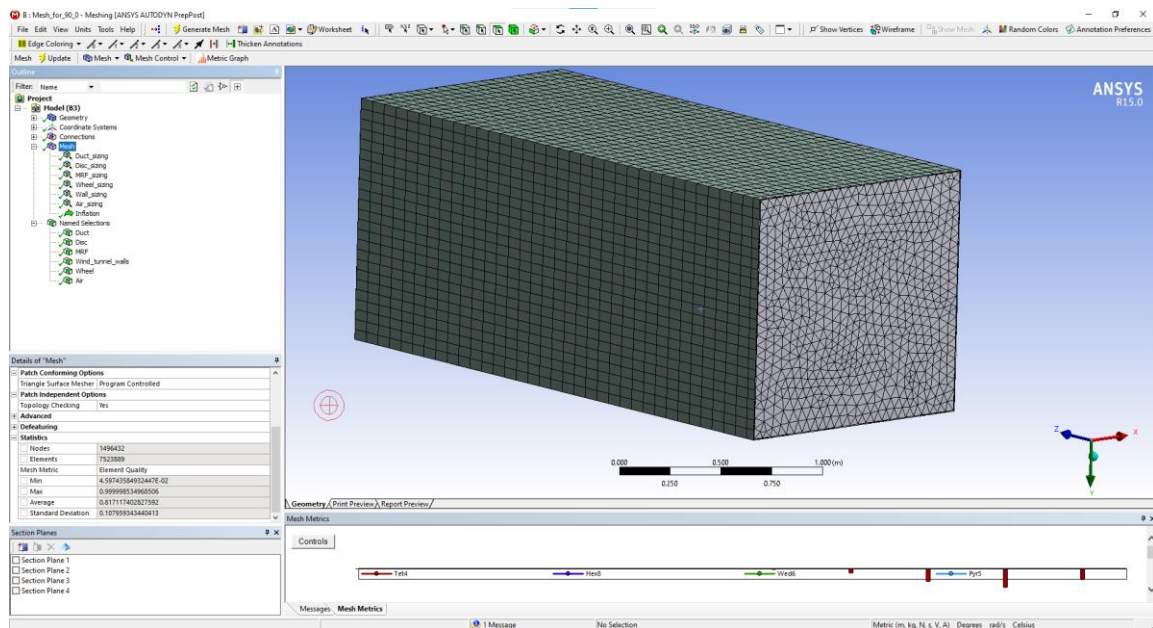 B : Mesh_for_90_0 - Meshing [ANSYS AUTODYN PrepPost]
File Edit View Units Tools Help Generate Mesh Worksheet Show Vertices Wireframe Show Mesh Random Colors Annotation Preferences
Edge Coloring Thicken Annotations
Mesh Update Mesh Mesh Control Metric Graph
Outline
Filter: Name
Project
Model (B3)
Geometry
Coordinate Systems
Connections
Mesh
Duct_sizing
Disc_sizing
MRF_sizing
Wheel_sizing
Wall_sizing
Air_sizing
Inflation
Named Selections
Duct
Disc
MRF
Wind_tunnel_walls
Wheel
Air
Details of "Mesh"
Patch Conforming Options
Triangle Surface Mesher Program Controlled
Patch Independent Options
Topology Checking Yes
Advanced
Defeaturing
Statistics
Nodes 1496432
Elements 7523889
Mesh Metric Element Quality
Min 4.59743584932447E-02
Max 0.999998534968506
Average 0.817117402827592
Standard Deviation 0.107959343440413
Section Planes
Section Plane 1
Section Plane 2
Section Plane 3
Section Plane 4
ANSYS
R15.0
0.000 0.500 1.000 (m)
0.250 0.750
Z X
Y
Geometry Print Preview Report Preview
Mesh Metrics
Controls
Tet4 Hex8 Wed6 Pyr5
Messages Mesh Metrics
1 Message No Selection Metric (m, kg, N, s, V, A) Degrees rad/s Celsius